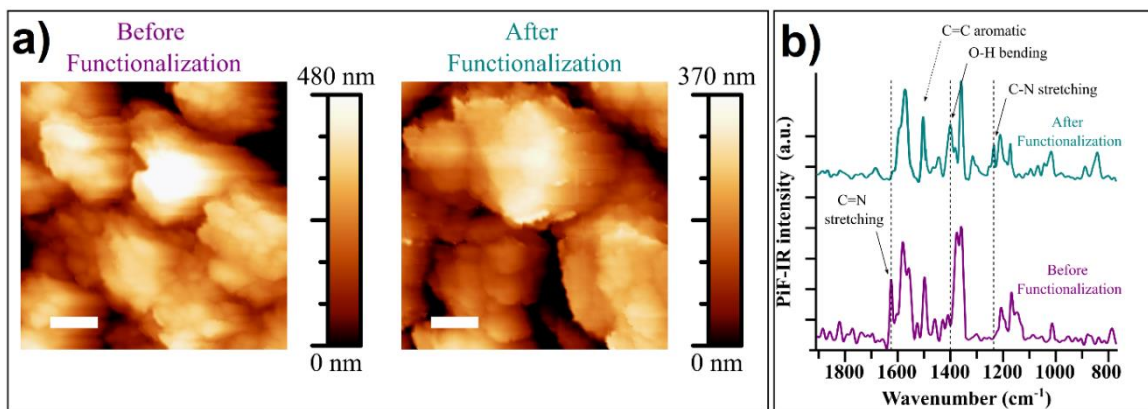 a)
Before
Functionalization
480 nm
0 nm
After
Functionalization
370 nm
0 nm
b)
C=C aromatic
O-H bending
C-N stretching
After
Functionalization
C=N
stretching
Before
Functionalization
PiF-IR intensity (a.u.)
1800 1600 1400 1200 1000 800
Wavenumber (cm⁻¹)